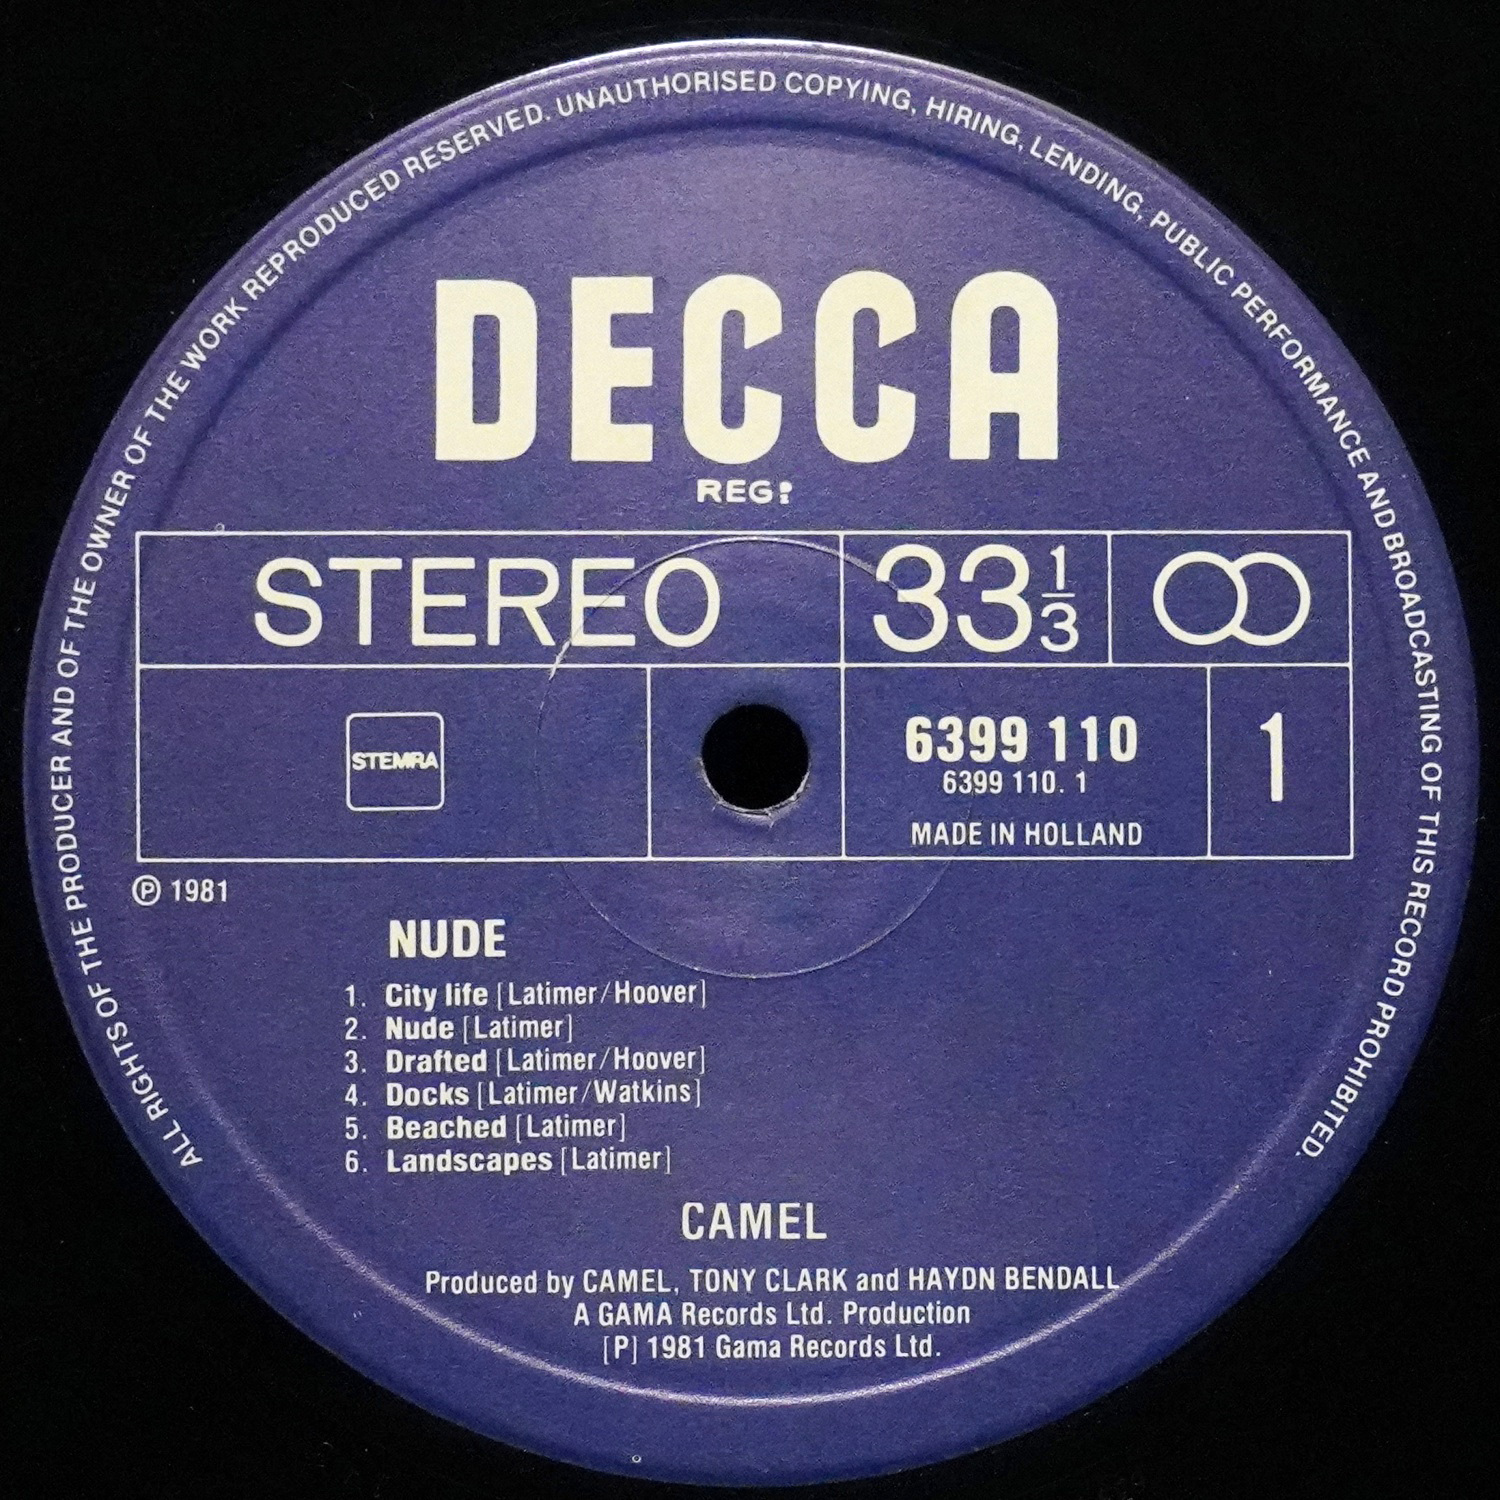 ALL RIGHTS OF THE PRODUCER AND OF THE OWNER OF THE WORK REPRODUCED RESERVED. UNAUTHORISED COPYING, HIRING, LENDING, PUBLIC PERFORMANCE AND BROADCASTING OF THIS RECORD PROHIBITED.
DECCA
REG!
STEREO 33 1/3
STEMRA
6399 110
6399 110. 1
MADE IN HOLLAND
1
Ⓟ 1981
NUDE
1. City life [Latimer/Hoover]
2. Nude [Latimer]
3. Drafted [Latimer/Hoover]
4. Docks [Latimer/Watkins]
5. Beached [Latimer]
6. Landscapes [Latimer]
CAMEL
Produced by CAMEL, TONY CLARK and HAYDN BENDALL
A GAMA Records Ltd. Production
[P] 1981 Gama Records Ltd.